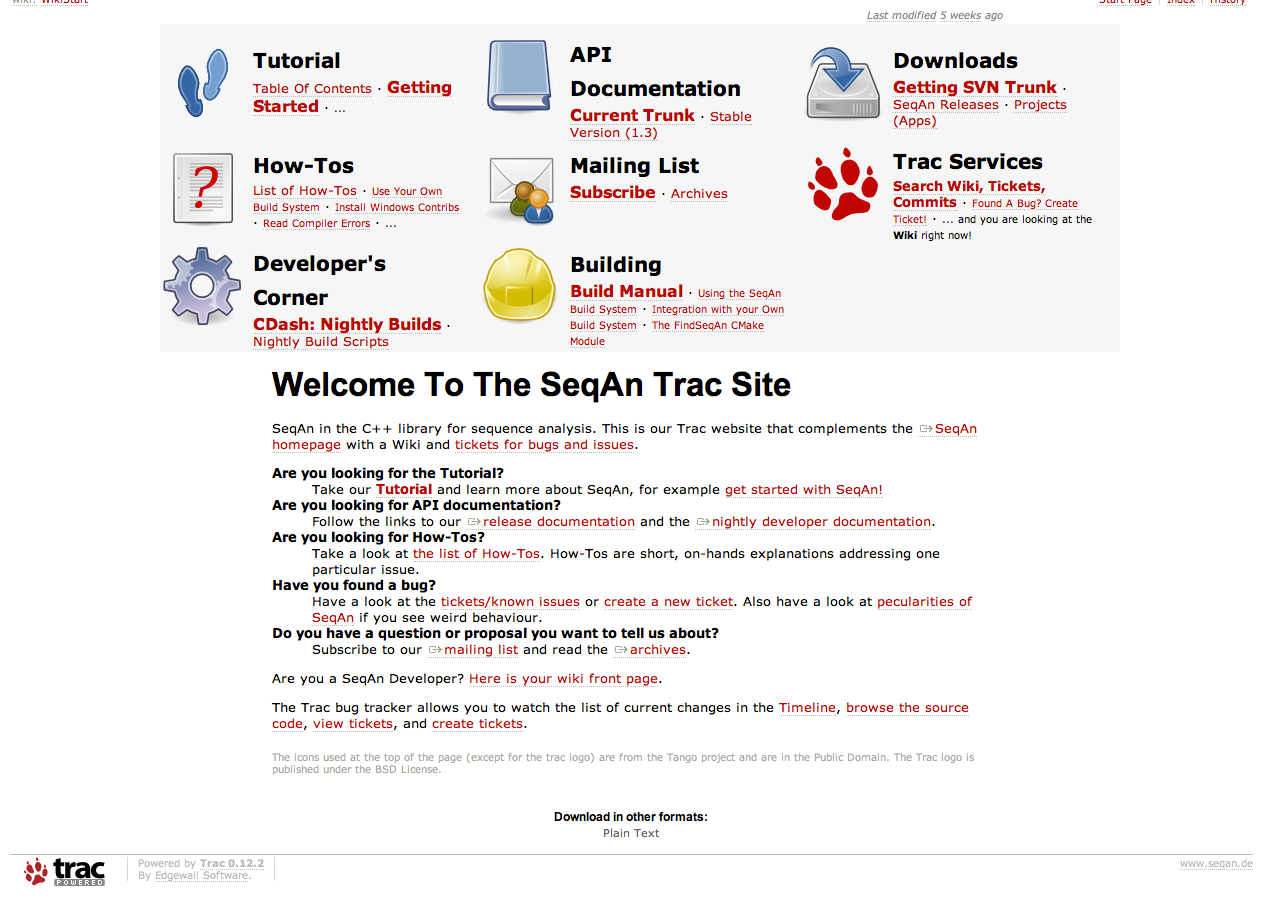 wiki: WikiStart
Start Page | Index | History
Last modified 5 weeks ago
Tutorial
Table Of Contents · Getting
Started · ...
API
Documentation
Current Trunk · Stable
Version (1.3)
Downloads
Getting SVN Trunk ·
SeqAn Releases · Projects
(Apps)
How-Tos
List of How-Tos · Use Your Own
Build System · Install Windows Contribs
· Read Compiler Errors · ...
Mailing List
Subscribe · Archives
Trac Services
Search Wiki, Tickets,
Commits · Found A Bug? Create
Ticket! · ... and you are looking at the
Wiki right now!
Developer's
Corner
CDash: Nightly Builds ·
Nightly Build Scripts
Building
Build Manual · Using the SeqAn
Build System · Integration with your Own
Build System · The FindSeqAn CMake
Module
Welcome To The SeqAn Trac Site
SeqAn in the C++ library for sequence analysis. This is our Trac website that complements the SeqAn
homepage with a Wiki and tickets for bugs and issues.
Are you looking for the Tutorial?
Take our Tutorial and learn more about SeqAn, for example get started with SeqAn!
Are you looking for API documentation?
Follow the links to our release documentation and the nightly developer documentation.
Are you looking for How-Tos?
Take a look at the list of How-Tos. How-Tos are short, on-hands explanations addressing one
particular issue.
Have you found a bug?
Have a look at the tickets/known issues or create a new ticket. Also have a look at pecularities of
SeqAn if you see weird behaviour.
Do you have a question or proposal you want to tell us about?
Subscribe to our mailing list and read the archives.
Are you a SeqAn Developer? Here is your wiki front page.
The Trac bug tracker allows you to watch the list of current changes in the Timeline, browse the source
code, view tickets, and create tickets.
The icons used at the top of the page (except for the trac logo) are from the Tango project and are in the Public Domain. The Trac logo is
published under the BSD License.
Download in other formats:
Plain Text
trac
POWERED
Powered by Trac 0.12.2
By Edgewall Software.
www.seqan.de